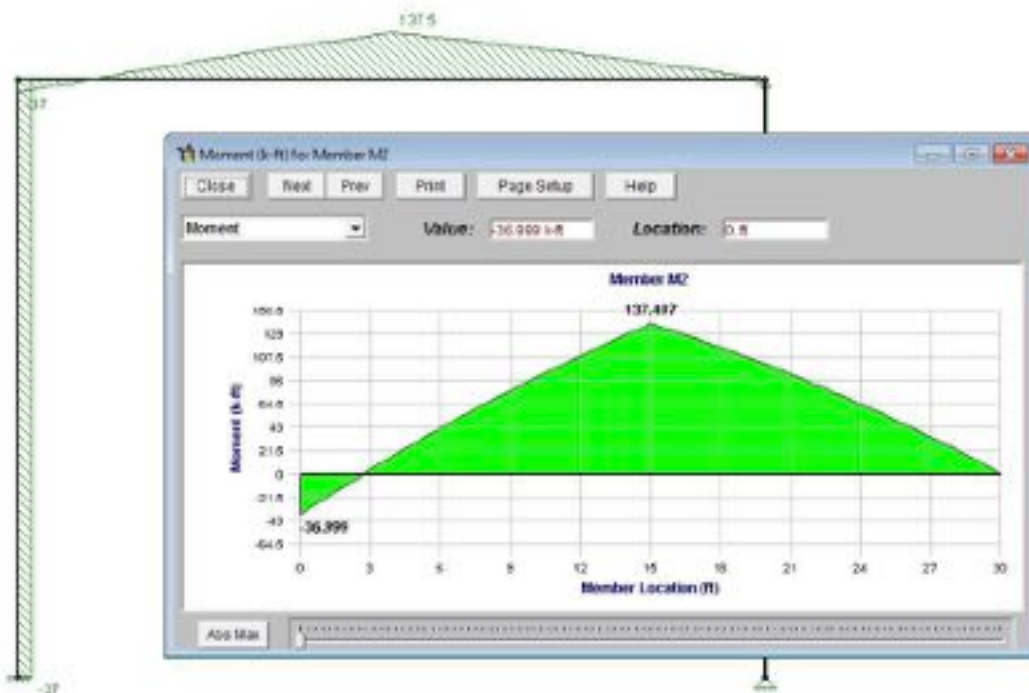 137.5
-37
Moment (k-ft) for Member M2
Close Next Prev Print Page Setup Help
Moment Value: -36.999 k-ft Location: 0. ft
Member M2
150.5
129
107.5
86
64.5
43
21.5
0
-21.5
-43
-64.5
Moment (k-ft)
137.497
-36.999
0 3 6 9 12 15 18 21 24 27 30
Member Location (ft)
Abs Max
-37